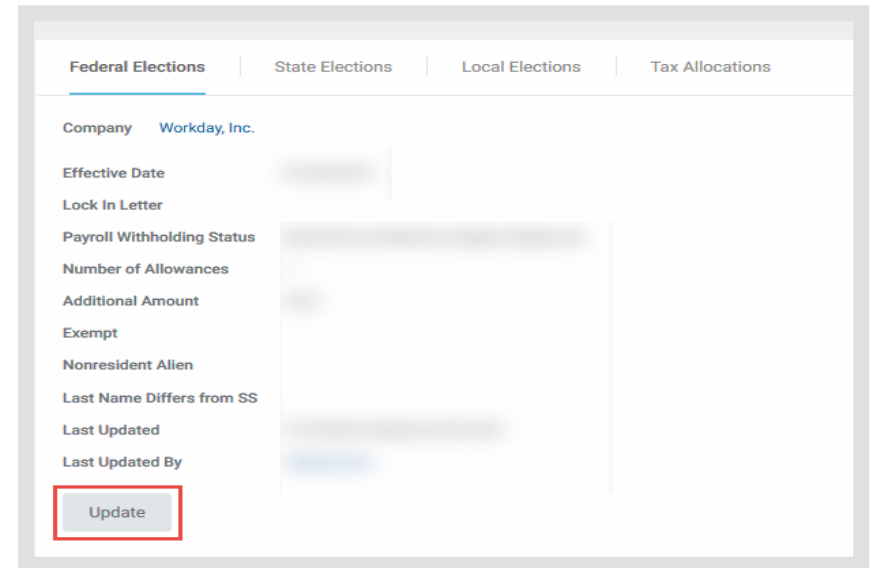 Federal Elections State Elections Local Elections Tax Allocations
Company Workday, Inc.
Effective Date
Lock In Letter
Payroll Withholding Status
Number of Allowances
Additional Amount
Exempt
Nonresident Alien
Last Name Differs from SS
Last Updated
Last Updated By
Update